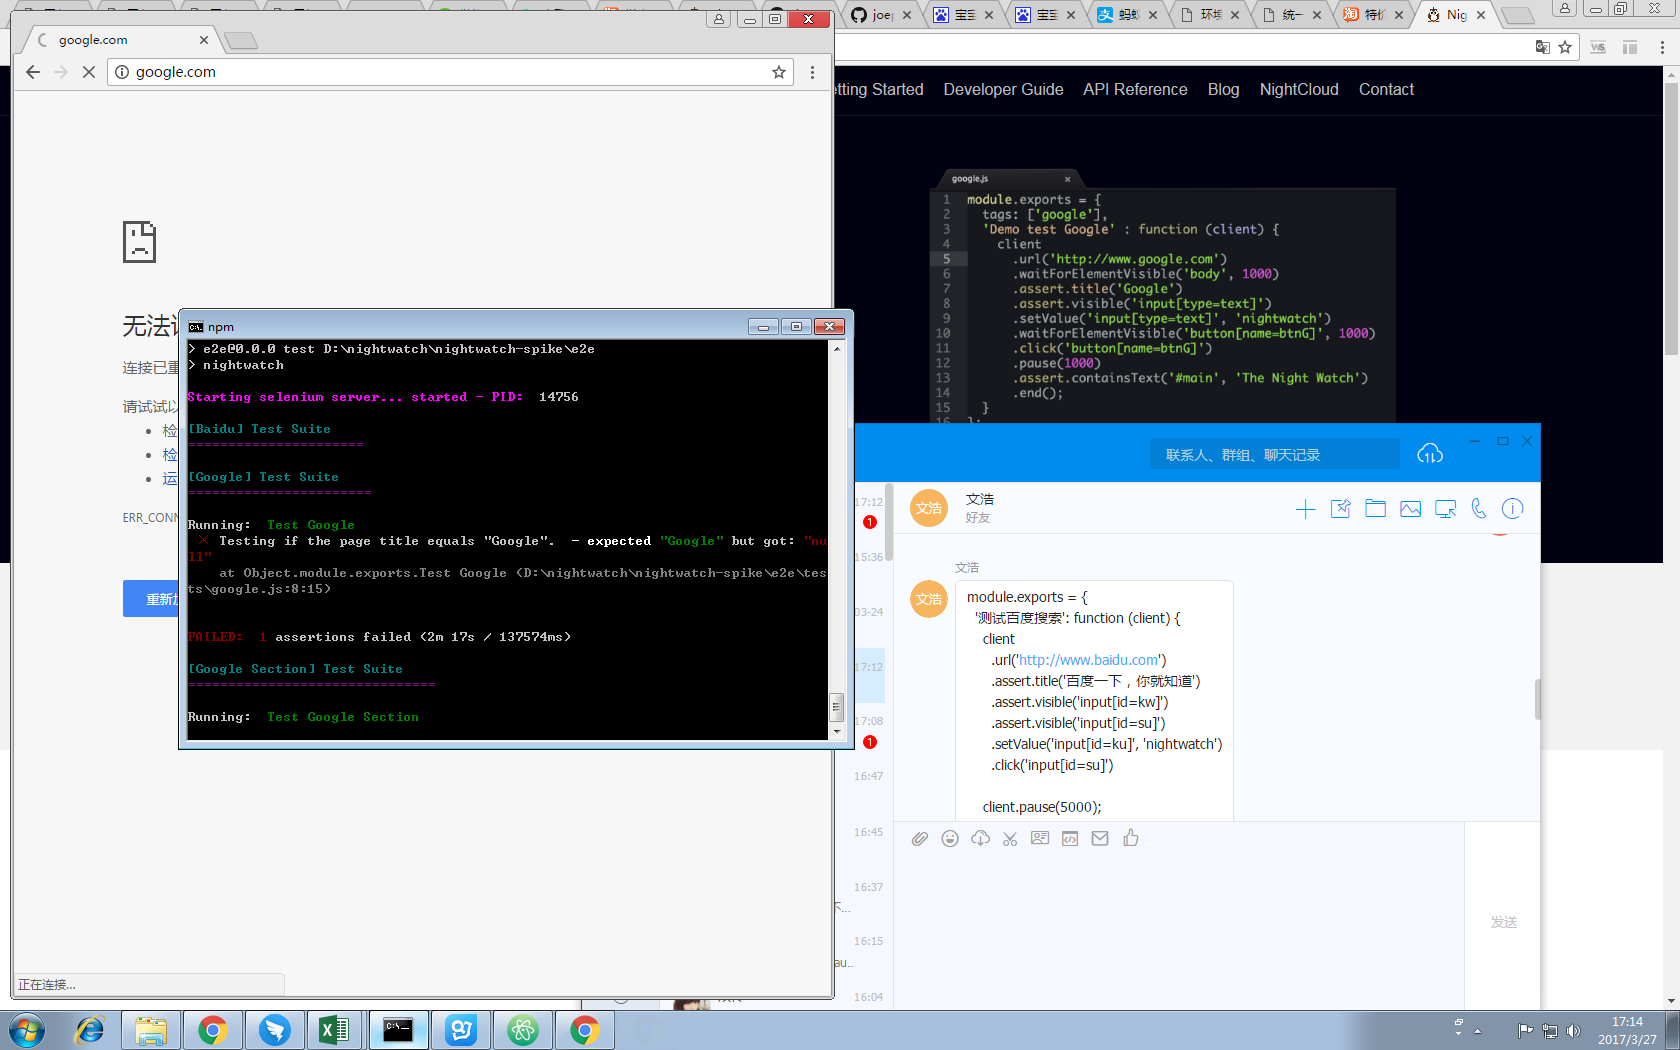 google.com
google.com
无法
连接已重
请试试以
检
检
运
ERR_CONN
重新加
正在连接...
npm
> e2e@0.0.0 test D:\nightwatch\nightwatch-spike\e2e
> nightwatch
Starting selenium server... started - PID:  14756
[Baidu] Test Suite
======================
[Google] Test Suite
=======================
Running:  Test Google
✕ Testing if the page title equals "Google".  - expected "Google" but got: "nu
ll"
at Object.module.exports.Test Google (D:\nightwatch\nightwatch-spike\e2e\tes
ts\google.js:8:15)
FAILED:  1 assertions failed (2m 17s / 137574ms)
[Google Section] Test Suite
===============================
Running:  Test Google Section
joe
宝宝
宝宝
蚂蚁
环境
统一
特价
Nig
etting Started
Developer Guide
API Reference
Blog
NightCloud
Contact
google.js
1 module.exports = {
2 tags: ['google'],
3 'Demo test Google' : function (client) {
4 client
5 .url('http://www.google.com')
6 .waitForElementVisible('body', 1000)
7 .assert.title('Google')
8 .assert.visible('input[type=text]')
9 .setValue('input[type=text]', 'nightwatch')
10 .waitForElementVisible('button[name=btnG]', 1000)
11 .click('button[name=btnG]')
12 .pause(1000)
13 .assert.containsText('#main', 'The Night Watch')
14 .end();
15 }
16 };
联系人、群组、聊天记录
17:12
1
15:36
03-24
17:12
17:08
1
16:47
16:45
16:37
16:15
au...
16:04
文浩
文浩
好友
文浩
文浩
module.exports = {
'测试百度搜索': function (client) {
client
.url('http://www.baidu.com')
.assert.title('百度一下，你就知道')
.assert.visible('input[id=kw]')
.assert.visible('input[id=su]')
.setValue('input[id=ku]', 'nightwatch')
.click('input[id=su]')
client.pause(5000);
发送
17:14
2017/3/27